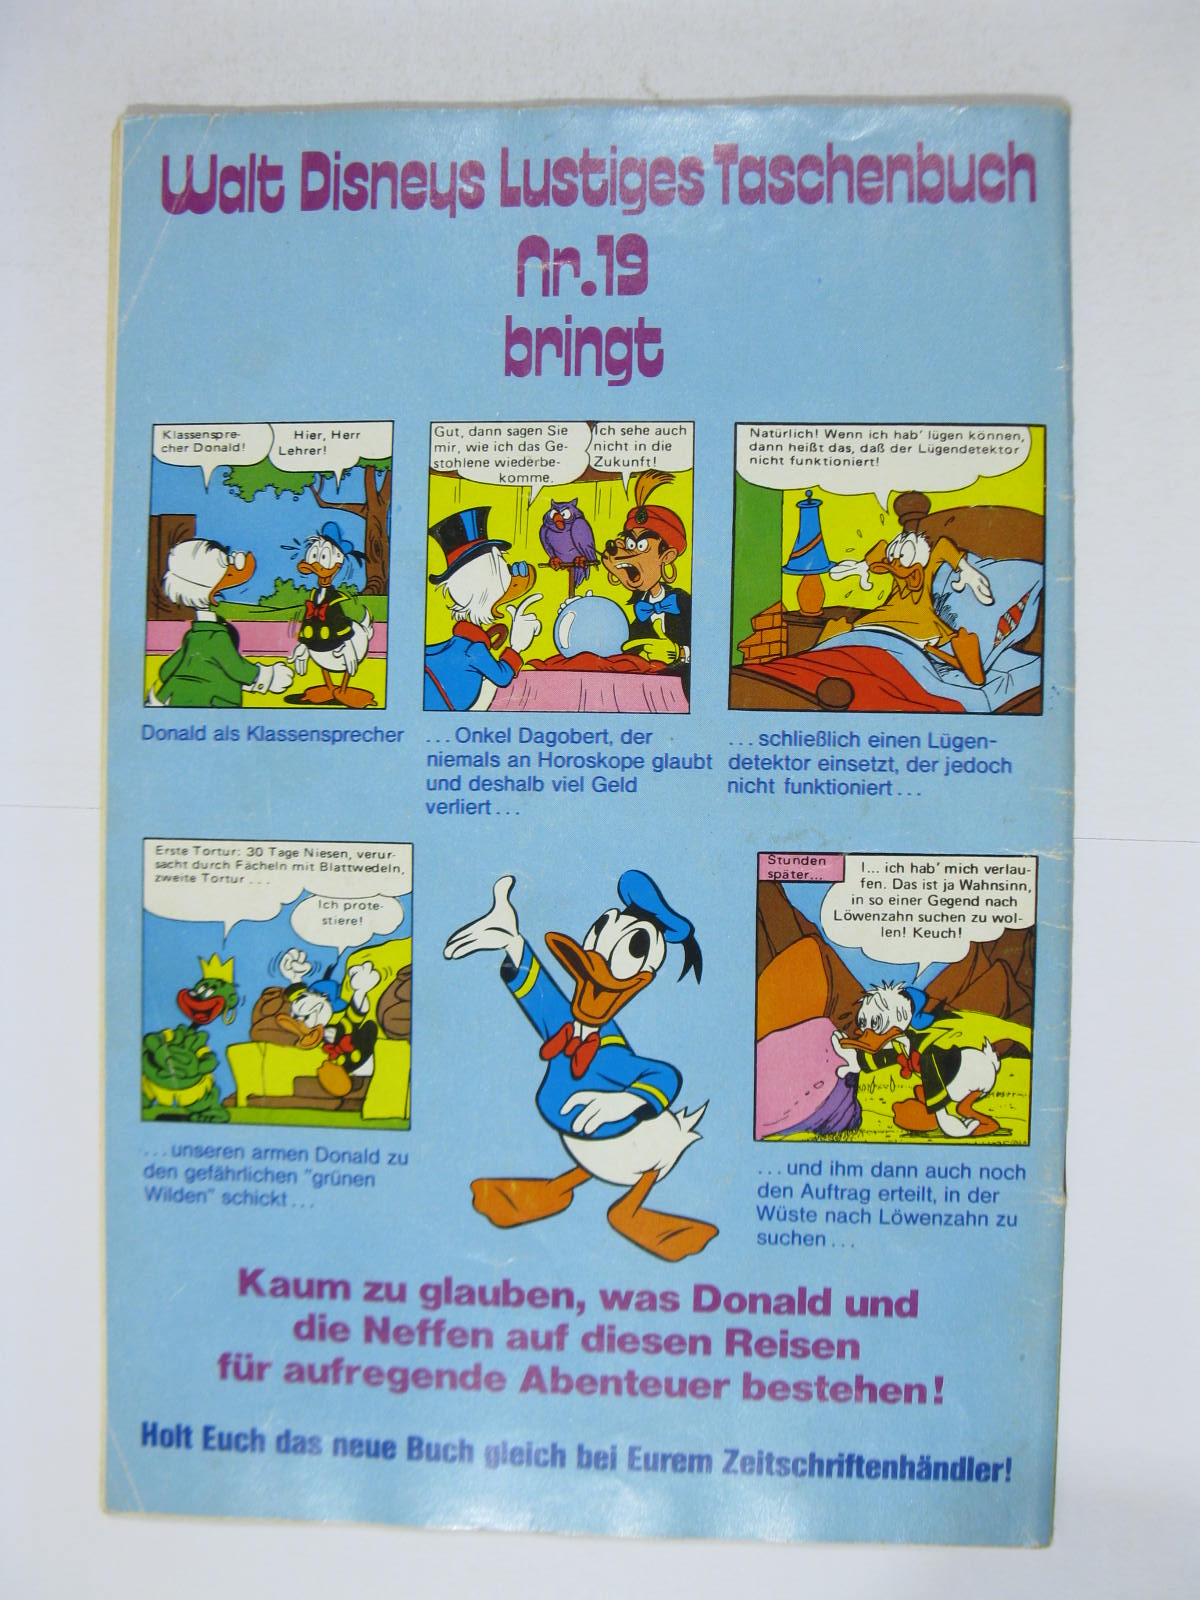 Walt Disneys Lustiges Taschenbuch
Nr. 19
bringt
Klassenspre-
cher Donald!
Hier, Herr
Lehrer!
Donald als Klassensprecher
Gut, dann sagen Sie
mir, wie ich das Ge-
stohlene wiederbe-
komme.
Ich sehe auch
nicht in die
Zukunft!
...Onkel Dagobert, der
niemals an Horoskope glaubt
und deshalb viel Geld
verliert...
Natürlich! Wenn ich hab' lügen können,
dann heißt das, daß der Lügendetektor
nicht funktioniert!
...schließlich einen Lügen-
detektor einsetzt, der jedoch
nicht funktioniert...
Erste Tortur: 30 Tage Niesen, verur-
sacht durch Fächeln mit Blattwedeln,
zweite Tortur ...
Ich prote-
stiere!
...unseren armen Donald zu
den gefährlichen "grünen
Wilden" schickt...
Stunden
später...
I... ich hab' mich verlau-
fen. Das ist ja Wahnsinn,
in so einer Gegend nach
Löwenzahn suchen zu wol-
len! Keuch!
...und ihm dann auch noch
den Auftrag erteilt, in der
Wüste nach Löwenzahn zu
suchen...
Kaum zu glauben, was Donald und
die Neffen auf diesen Reisen
für aufregende Abenteuer bestehen!
Holt Euch das neue Buch gleich bei Eurem Zeitschriftenhändler!